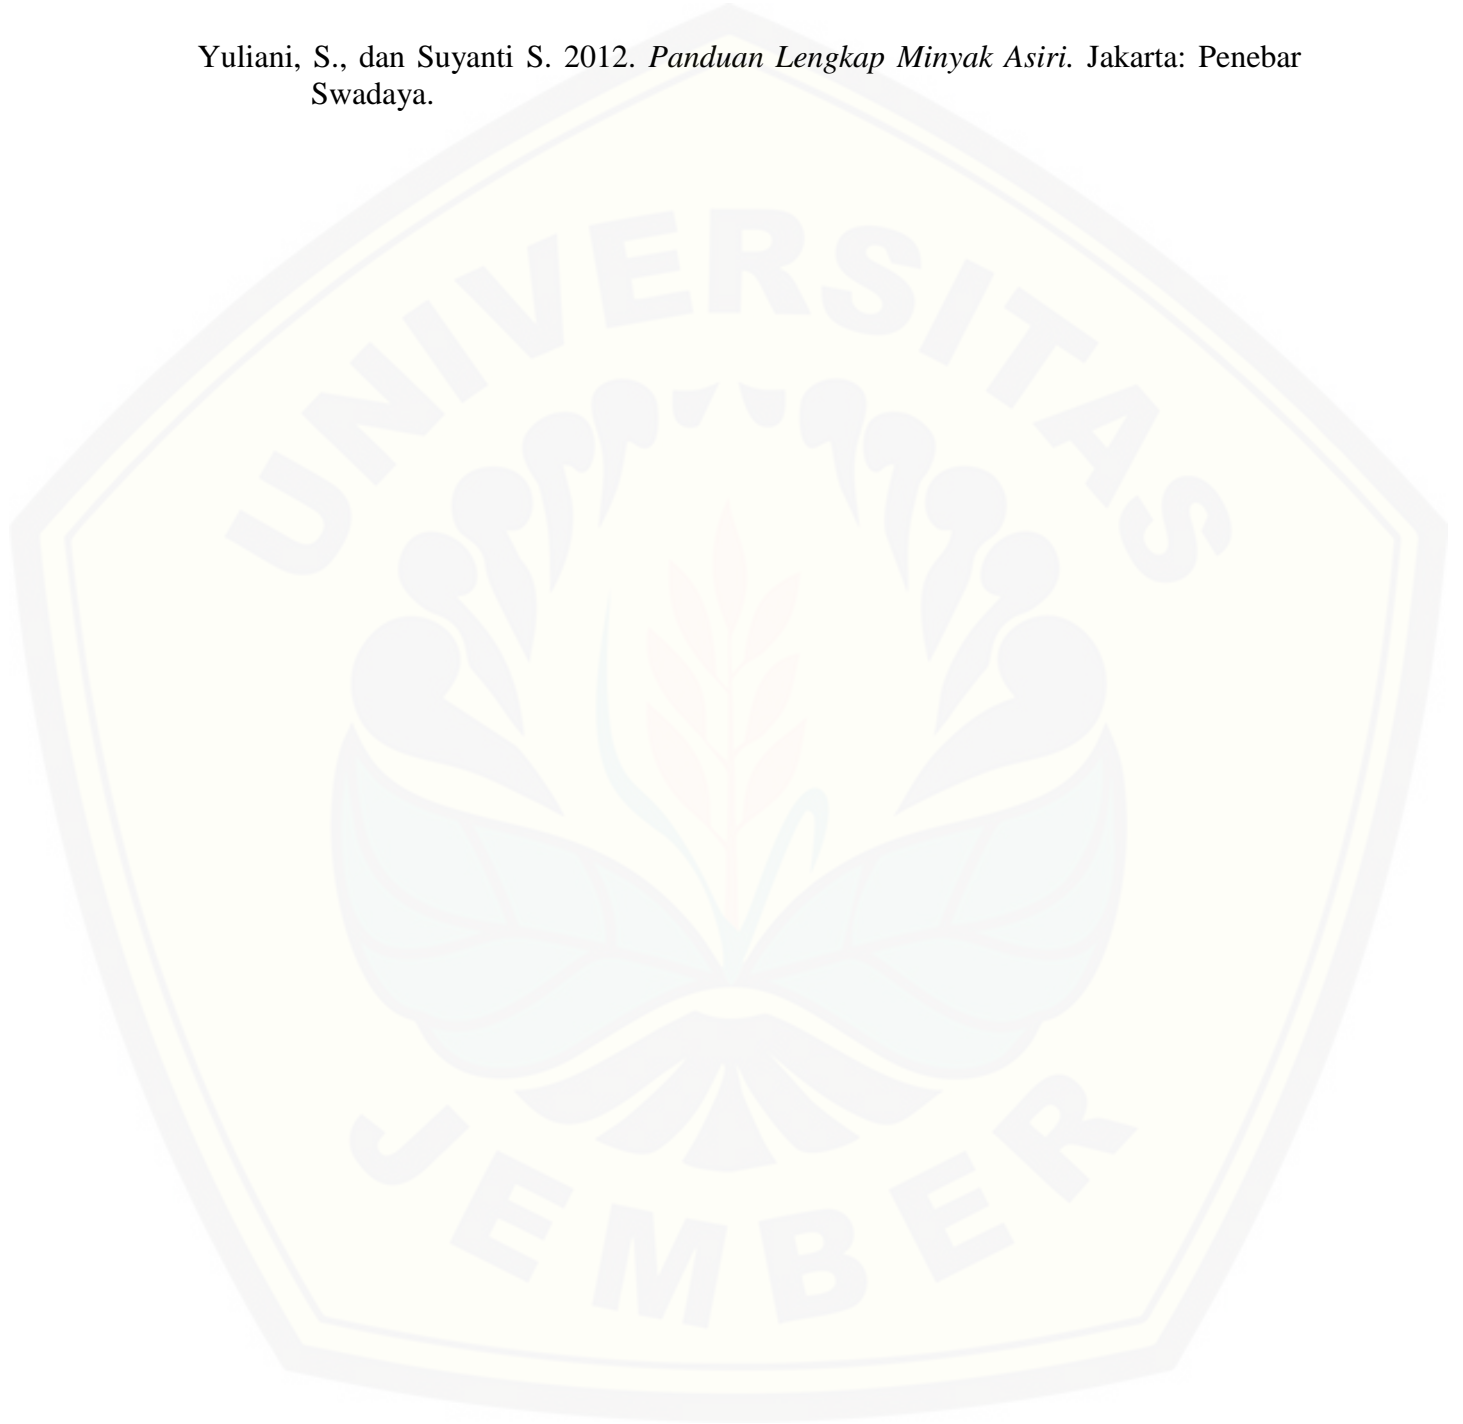 Yuliani, S., dan Suyanti S. 2012. Panduan Lengkap Minyak Asiri. Jakarta: Penebar
Swadaya.
UNIVERSITAS
JEMBER